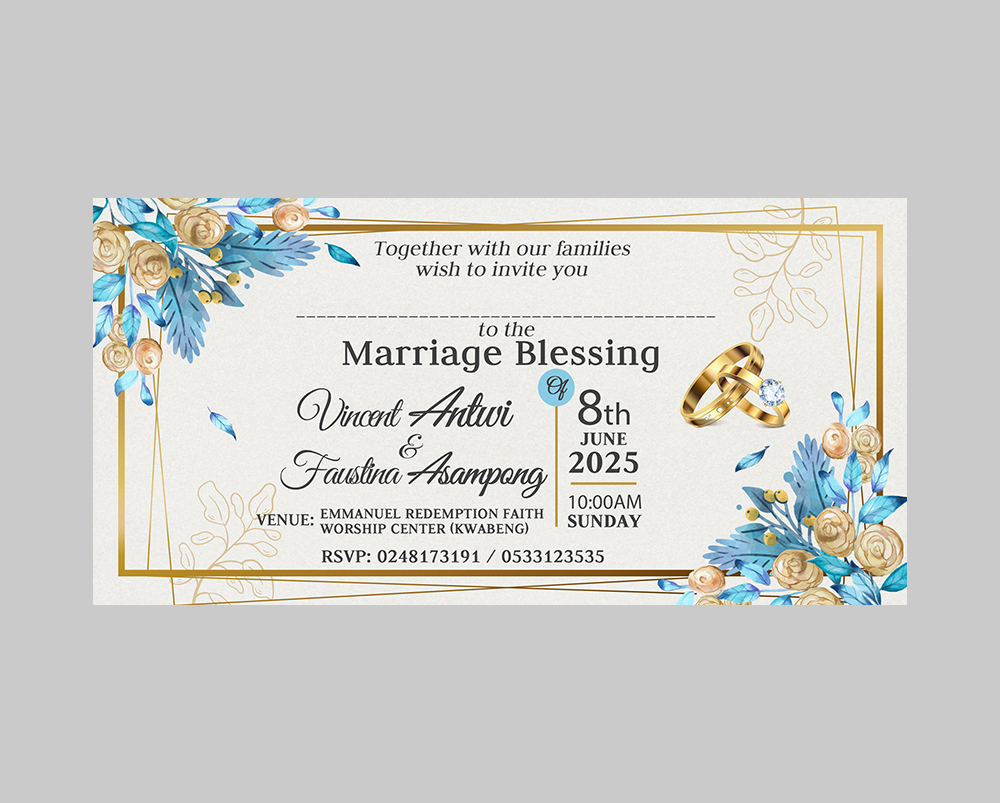 Together with our families
wish to invite you
_________________________________________
to the
Marriage Blessing
Of
Vincent Antwi
&
Faustina Asampong
8th
JUNE
2025
10:00AM
SUNDAY
VENUE: EMMANUEL REDEMPTION FAITH
WORSHIP CENTER (KWABENG)
RSVP: 0248173191 / 0533123535